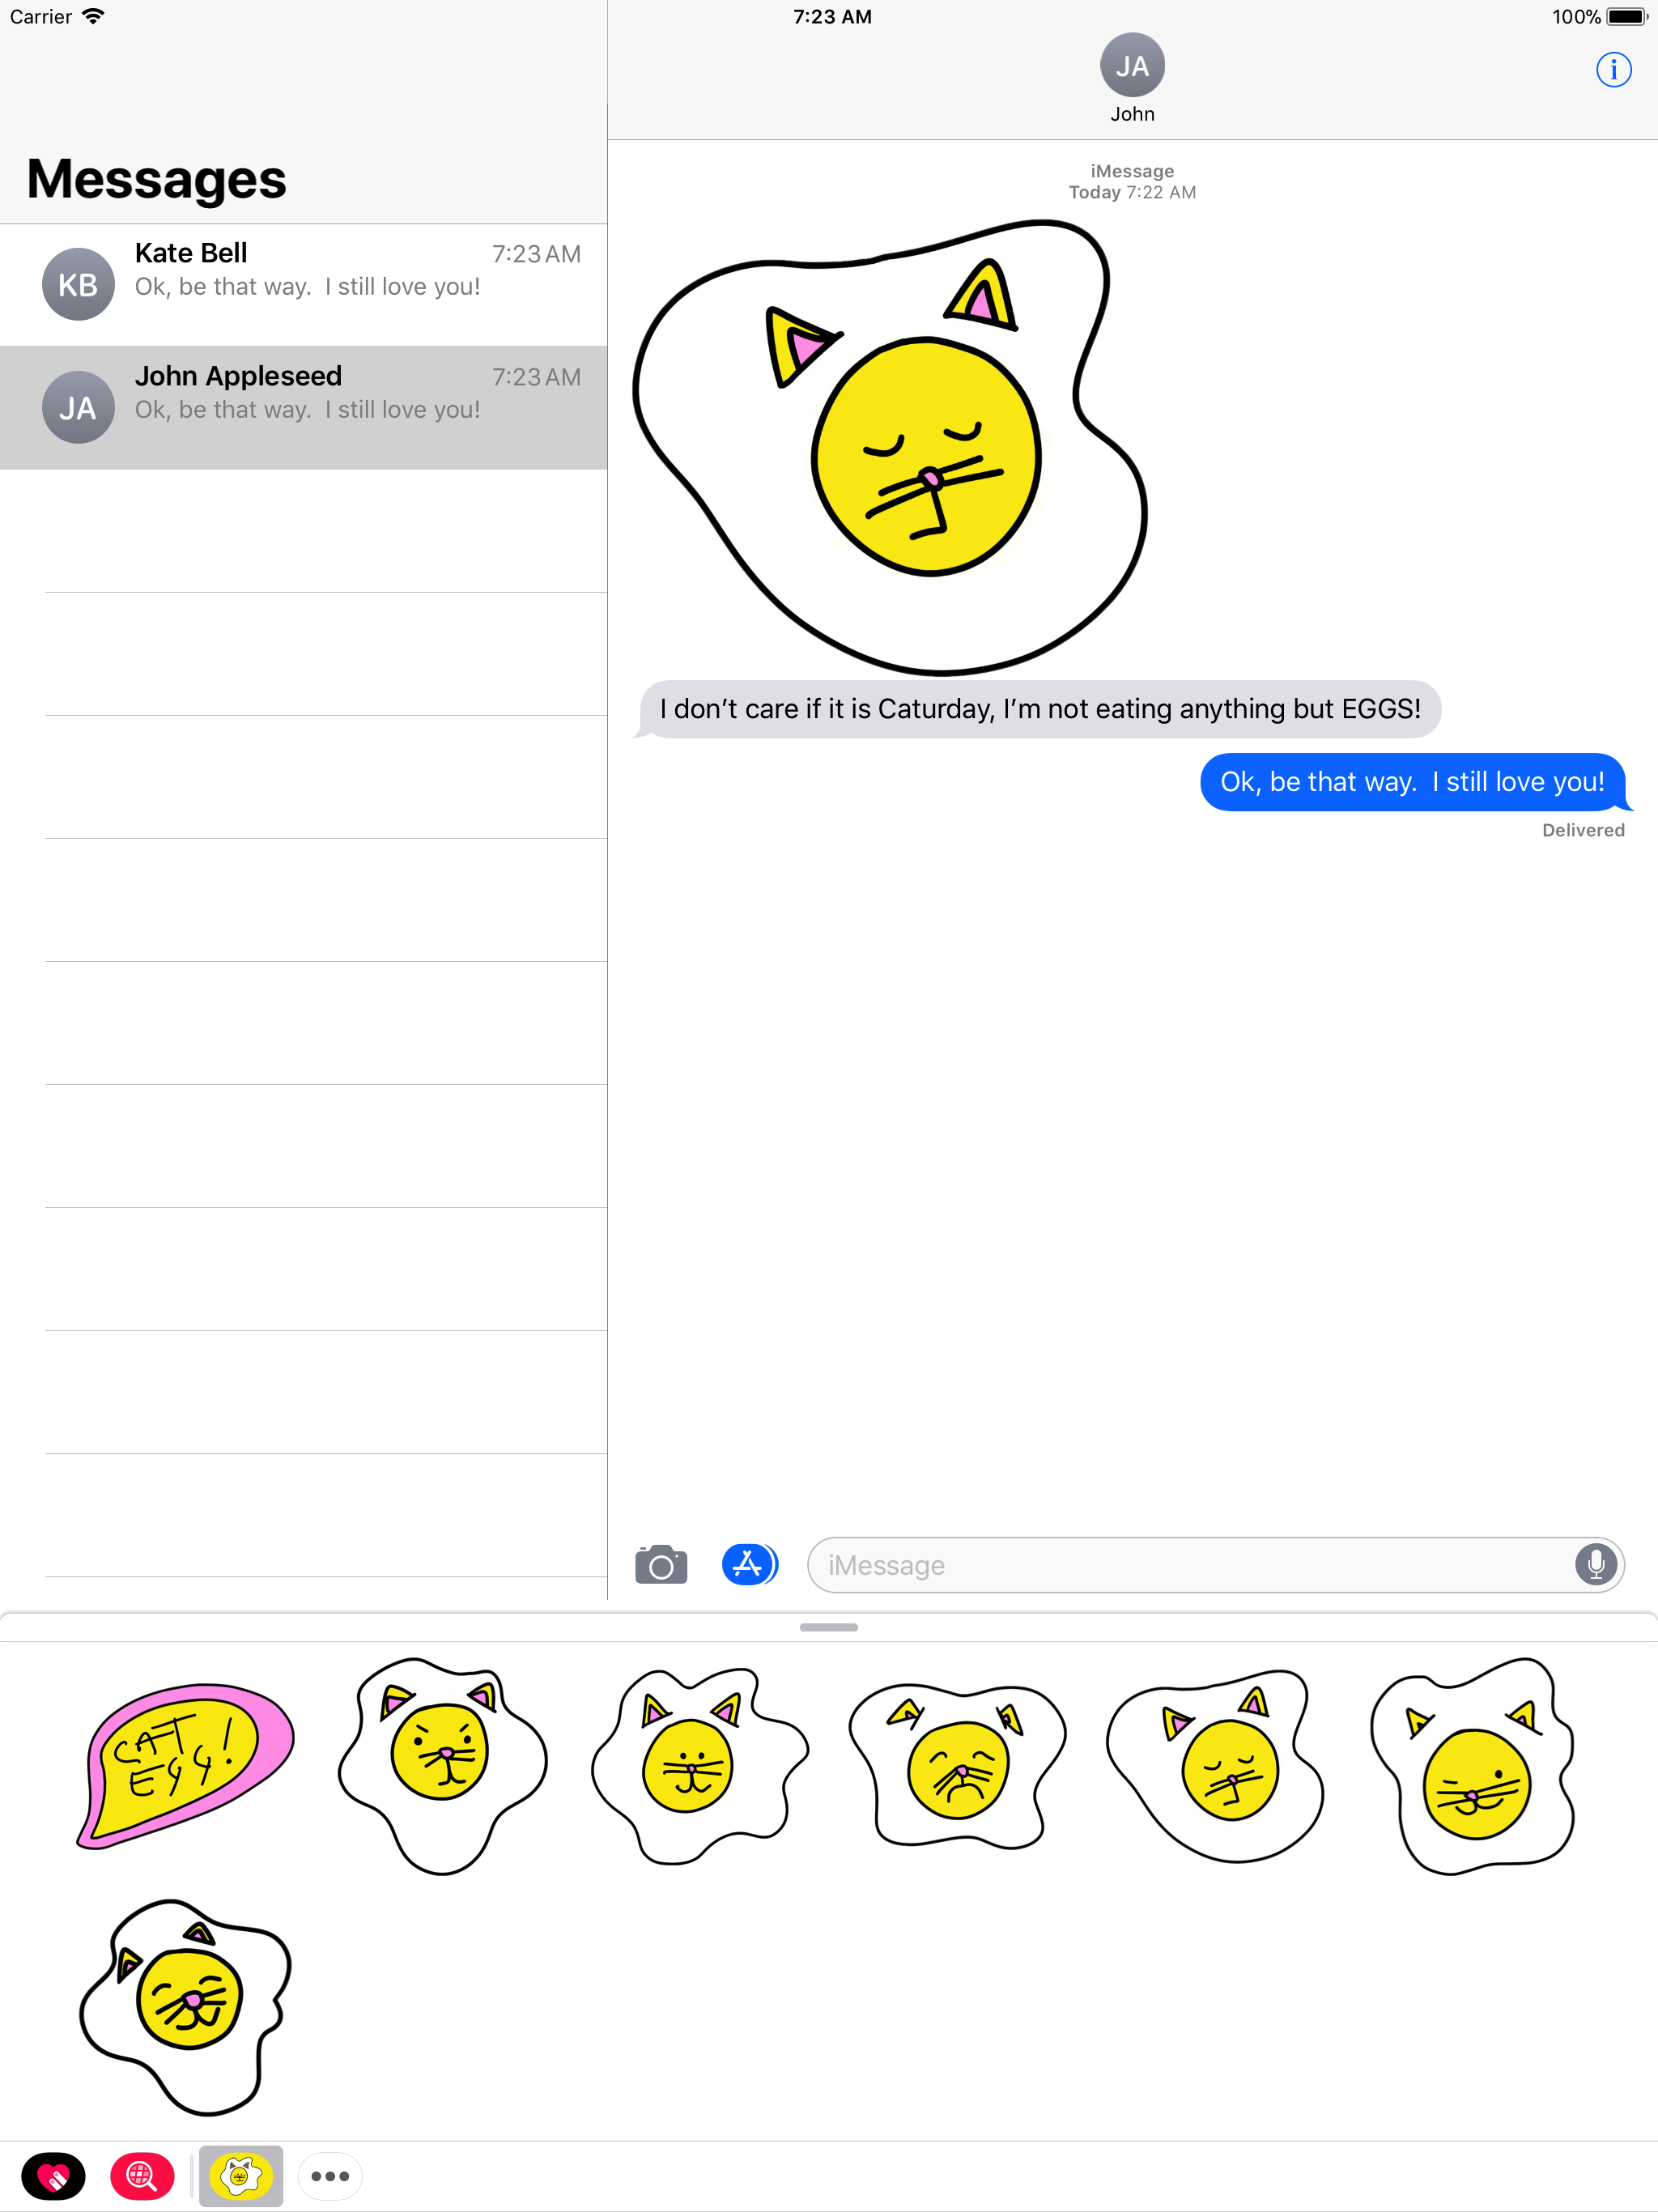 Carrier
7:23 AM
100%
JA
John
Messages
iMessage
Today 7:22 AM
KB
Kate Bell
7:23 AM
Ok, be that way.  I still love you!
JA
John Appleseed
7:23 AM
Ok, be that way.  I still love you!
I don’t care if it is Caturday, I’m not eating anything but EGGS!
Ok, be that way.  I still love you!
Delivered
iMessage
CAT
Egg!